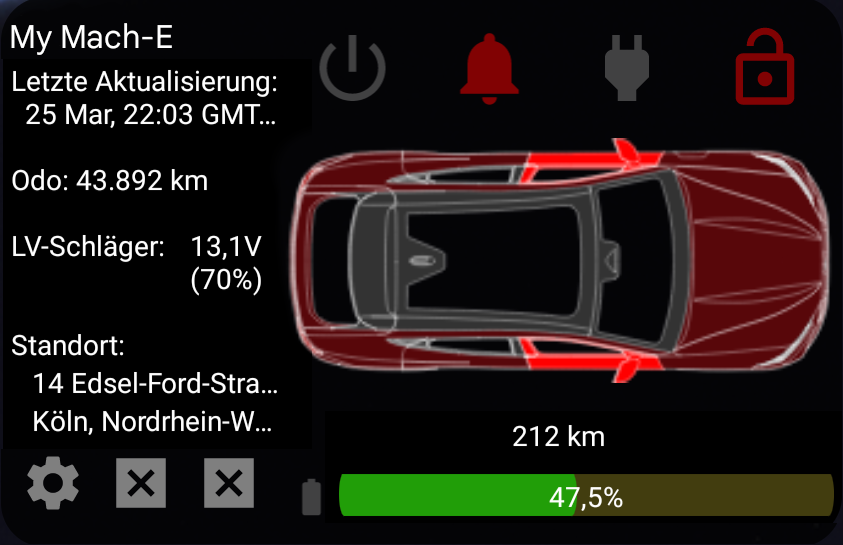 My Mach-E
Letzte Aktualisierung:
25 Mar, 22:03 GMT...
Odo: 43.892 km
LV-Schläger: 13,1V
(70%)
Standort:
14 Edsel-Ford-Stra...
Köln, Nordrhein-W...
212 km
47,5%